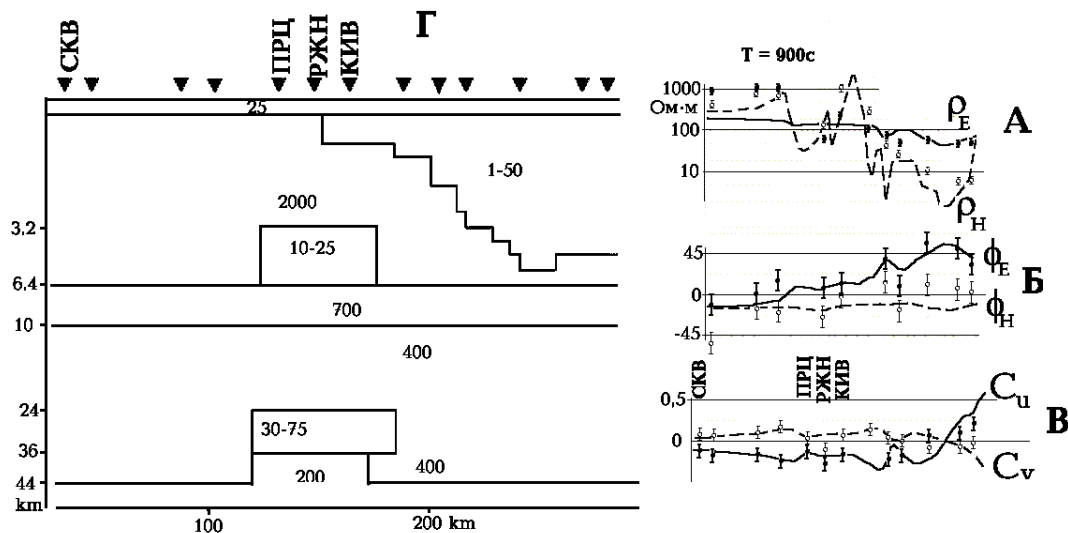 Г
СКВ
ПРЦ
РЖН
КИВ
25
1-50
2000
3.2
10-25
6.4
700
10
400
24
30-75
36
400
200
44
km
100
200 km
T = 900с
1000
Ом·м
100
10
ρE
ρH
А
45
0
-45
ϕE
ϕH
Б
СКВ
ПРЦ
РЖН
КИВ
0,5
0
Cu
Cv
В